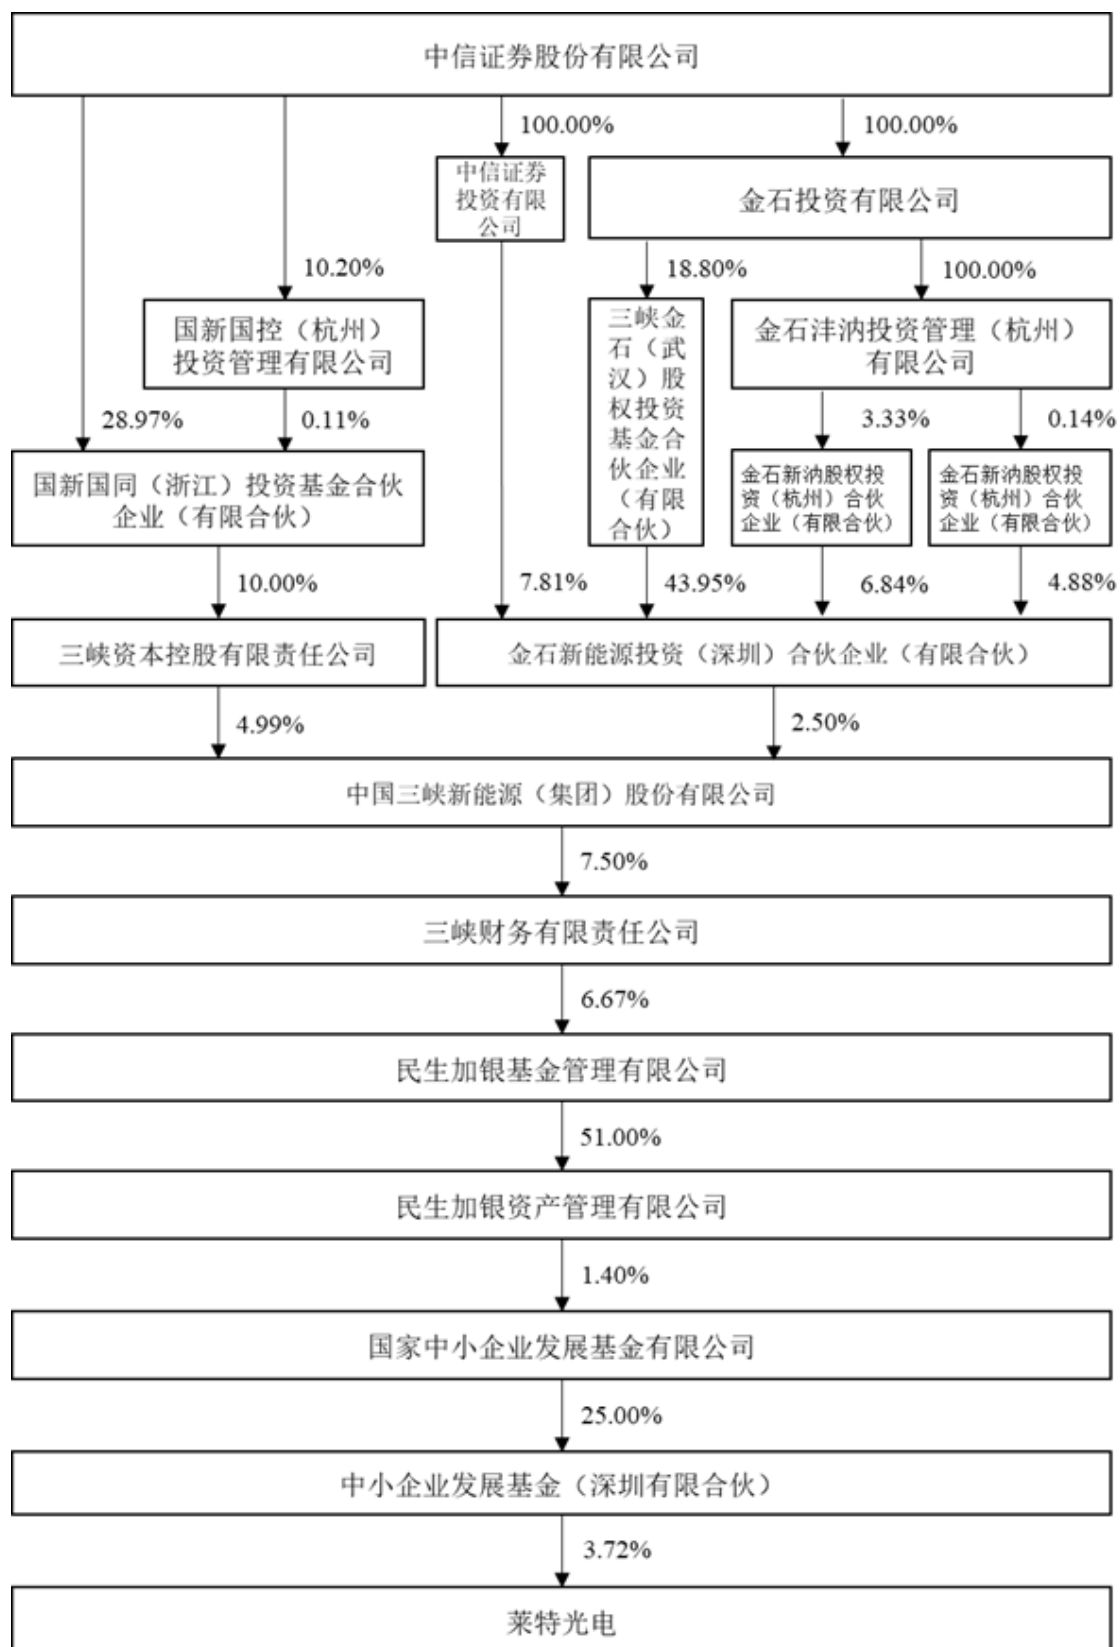 中信证券股份有限公司
100.00%
100.00%
中信证券
投资有限
公司
金石投资有限公司
10.20%
18.80%
100.00%
国新国控（杭州）
投资管理有限公司
三峡金
石（武
汉）股
权投资
基金合
伙企业
（有限
合伙）
金石沣汭投资管理（杭州）
有限公司
28.97%
0.11%
3.33%
0.14%
国新国同（浙江）投资基金合伙
企业（有限合伙）
金石新汭股权投
资（杭州）合伙
企业（有限合伙）
金石新汭股权投
资（杭州）合伙
企业（有限合伙）
10.00%
7.81%
43.95%
6.84%
4.88%
三峡资本控股有限责任公司
金石新能源投资（深圳）合伙企业（有限合伙）
4.99%
2.50%
中国三峡新能源（集团）股份有限公司
7.50%
三峡财务有限责任公司
6.67%
民生加银基金管理有限公司
51.00%
民生加银资产管理有限公司
1.40%
国家中小企业发展基金有限公司
25.00%
中小企业发展基金（深圳有限合伙）
3.72%
莱特光电